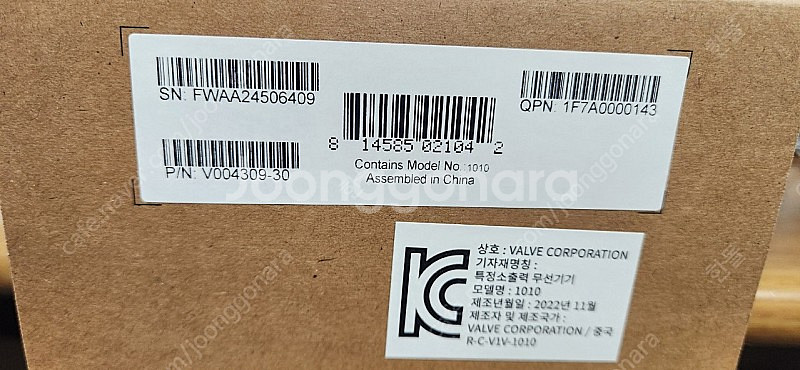 SN: FWAA24506409
QPN: 1F7A0000143
8 14585 02104 2
P/N: V004309-30
Contains Model No.: 1010
Assembled in China
joonggonara
상호 : VALVE CORPORATION
기자재명칭 :
특정소출력 무선기기
모델명 : 1010
제조년월일 : 2022년 11월
제조자 및 제조국가 :
VALVE CORPORATION / 중국
R-C-V1V-1010